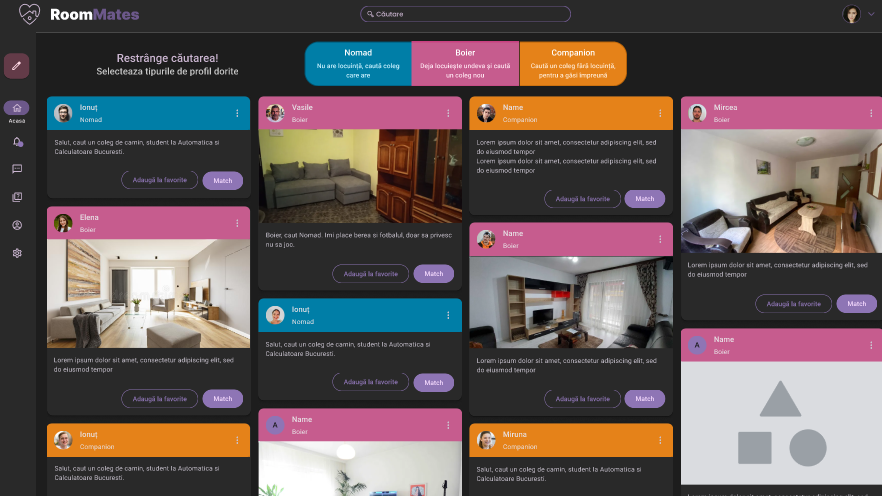 RoomMates
Căutare
Restrânge căutarea!
Selecteaza tipurile de profil dorite
Nomad
Nu are locuință, caută coleg
care are
Boier
Deja locuiește undeva și caută
un coleg nou
Companion
Caută un coleg fără locuință,
pentru a găsi împreună
Acasă
Ionuț
Nomad
Salut, caut un coleg de camin, student la Automatica si
Calculatoare Bucuresti.
Adaugă la favorite
Match
Elena
Boier
Lorem ipsum dolor sit amet, consectetur adipiscing elit, sed
do eiusmod tempor
Adaugă la favorite
Match
Ionuț
Companion
Salut, caut un coleg de camin, student la Automatica si
Calculatoare Bucuresti.
Vasile
Boier
Boier, caut Nomad. Imi place berea si fotbalul, doar sa privesc
nu sa joc.
Adaugă la favorite
Match
Ionuț
Nomad
Salut, caut un coleg de camin, student la Automatica si
Calculatoare Bucuresti.
Adaugă la favorite
Match
A
Name
Boier
Name
Companion
Lorem ipsum dolor sit amet, consectetur adipiscing elit, sed
do eiusmod tempor
Lorem ipsum dolor sit amet, consectetur adipiscing elit, sed
do eiusmod tempor
Adaugă la favorite
Match
Name
Boier
Lorem ipsum dolor sit amet, consectetur adipiscing elit, sed
do eiusmod tempor
Adaugă la favorite
Match
Miruna
Companion
Salut, caut un coleg de camin, student la Automatica si
Calculatoare Bucuresti.
Mircea
Boier
Lorem ipsum dolor sit amet, consectetur adipiscing elit, sed
do eiusmod tempor
Adaugă la favorite
Match
A
Name
Boier